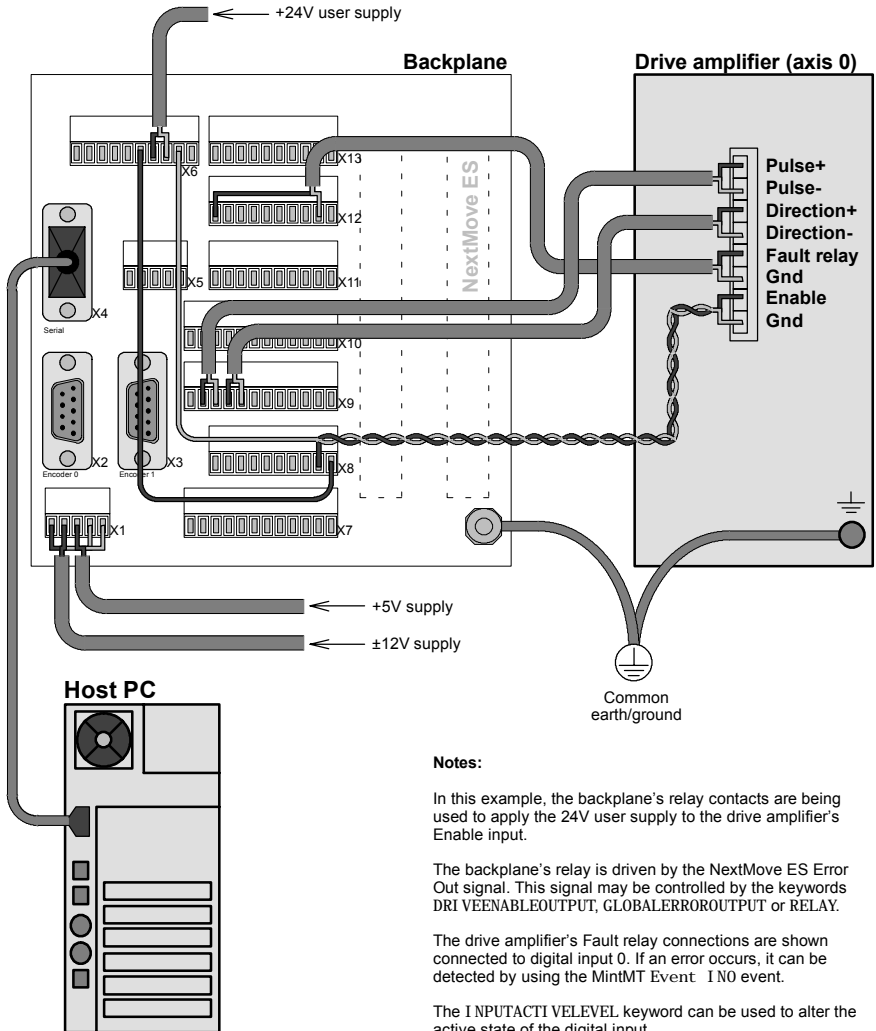 +24V user supply
Backplane
Drive amplifier (axis 0)
X6
X13
X12
X5
X11
X4
Serial
X10
X9
X2
Encoder 0
X3
Encoder 1
X8
X1
X7
NextMove ES
Pulse+
Pulse-
Direction+
Direction-
Fault relay
Gnd
Enable
Gnd
+5V supply
±12V supply
Common
earth/ground
Host PC
Notes:
In this example, the backplane's relay contacts are being
used to apply the 24V user supply to the drive amplifier's
Enable input.
The backplane's relay is driven by the NextMove ES Error
Out signal. This signal may be controlled by the keywords
DRIVEENABLEOUTPUT, GLOBALERROROUTPUT or RELAY.
The drive amplifier's Fault relay connections are shown
connected to digital input 0. If an error occurs, it can be
detected by using the MintMT Event IN0 event.
The INPUTACTIVELEVEL keyword can be used to alter the
active state of the digital input.